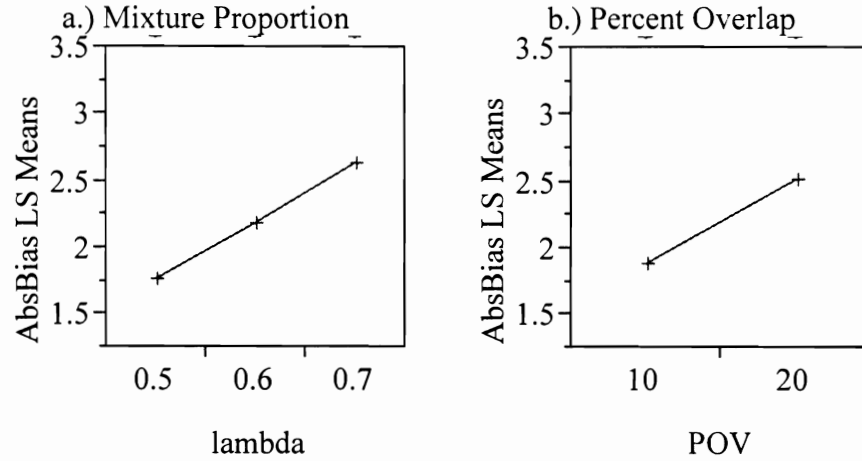 a.) Mixture Proportion
3.5
3
2.5
2
1.5
AbsBias LS Means
0.5 0.6 0.7
lambda
b.) Percent Overlap
3.5
3
2.5
2
1.5
AbsBias LS Means
10 20
POV